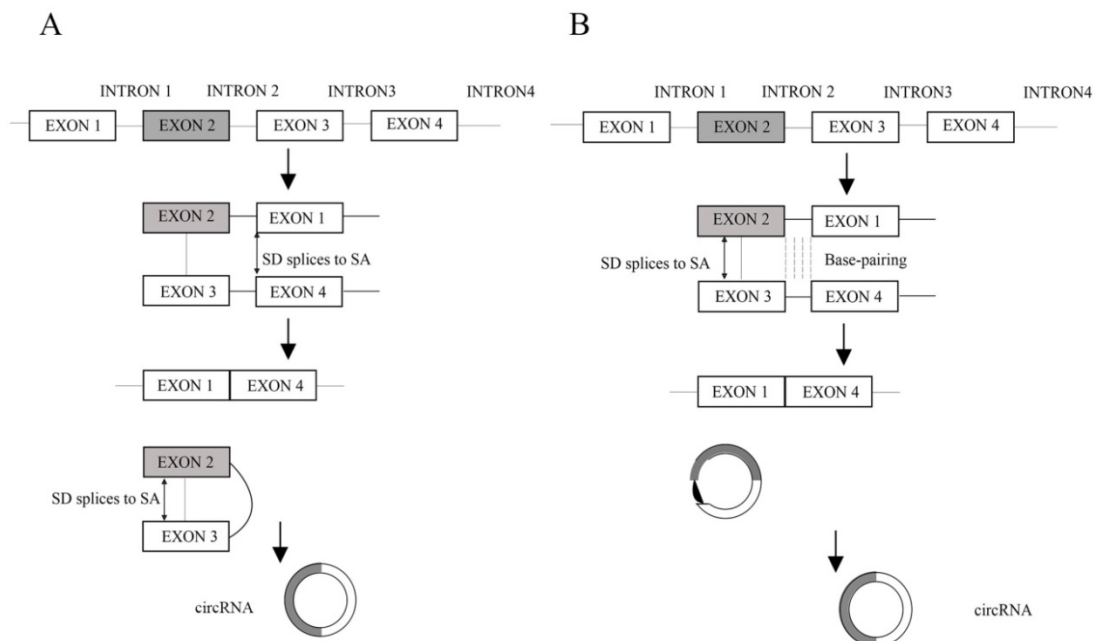 A
INTRON 1 INTRON 2 INTRON3 INTRON4
EXON 1 EXON 2 EXON 3 EXON 4
EXON 2 EXON 1
SD splices to SA
EXON 3 EXON 4
EXON 1 EXON 4
EXON 2
SD splices to SA
EXON 3
circRNA
B
INTRON 1 INTRON 2 INTRON3 INTRON4
EXON 1 EXON 2 EXON 3 EXON 4
EXON 2 EXON 1
SD splices to SA Base-pairing
EXON 3 EXON 4
EXON 1 EXON 4
circRNA